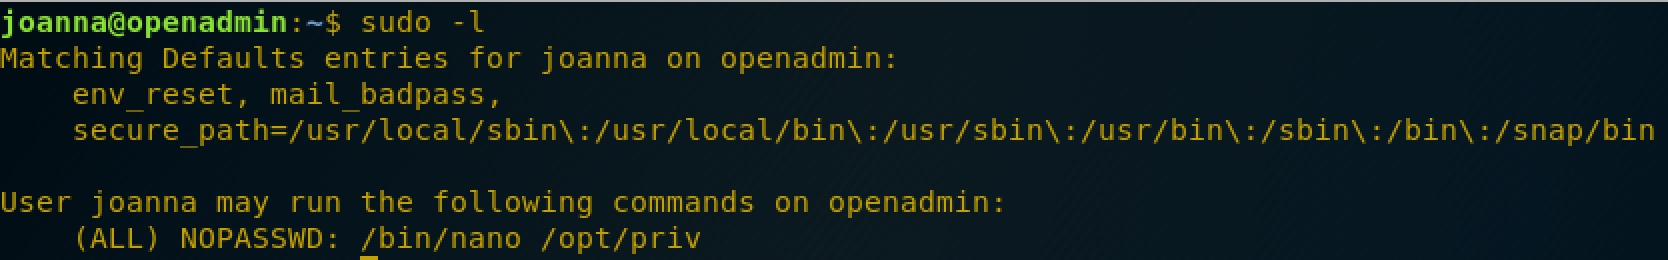 joanna@openadmin:~$ sudo -l
Matching Defaults entries for joanna on openadmin:
    env_reset, mail_badpass,
    secure_path=/usr/local/sbin\:/usr/local/bin\:/usr/sbin\:/usr/bin\:/sbin\:/bin\:/snap/bin

User joanna may run the following commands on openadmin:
    (ALL) NOPASSWD: /bin/nano /opt/priv